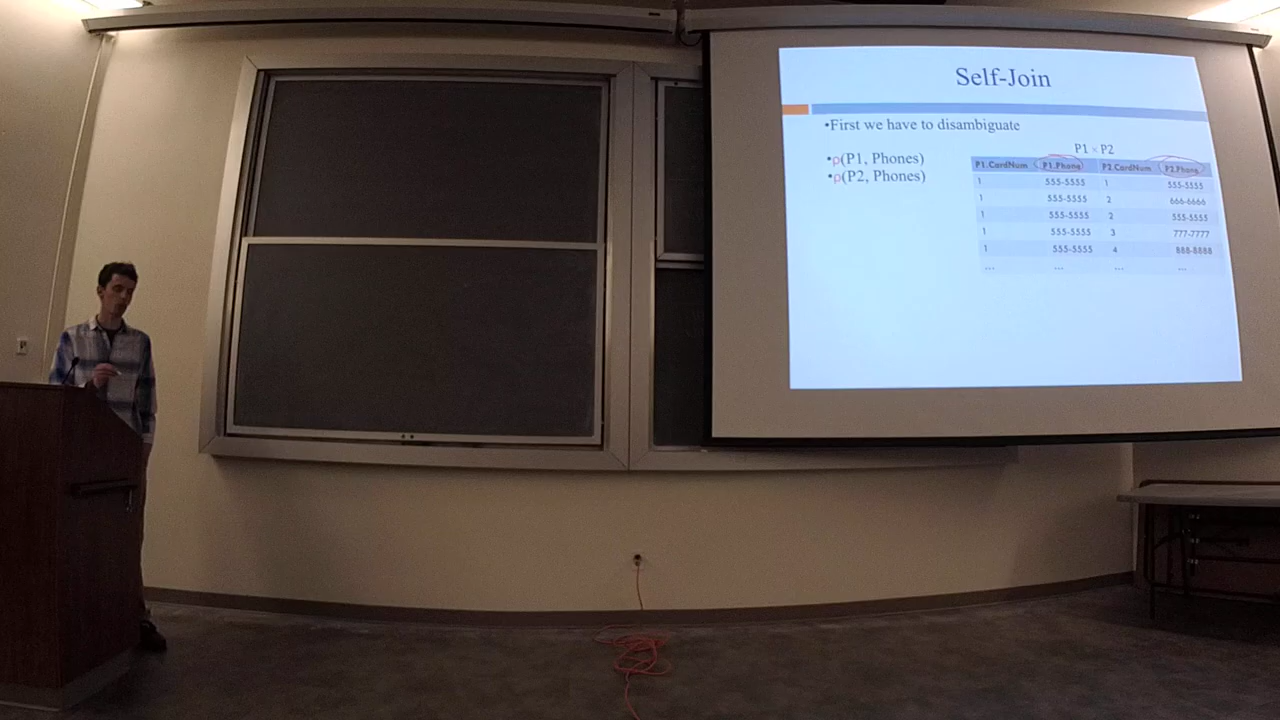 Self-Join
•First we have to disambiguate
•ρ(P1, Phones)
•ρ(P2, Phones)
P1 × P2
P1.CardNum P1.Phone P2.CardNum P2.Phone
1 555-5555 1 555-5555
1 555-5555 2 666-6666
1 555-5555 2 555-5555
1 555-5555 3 777-7777
1 555-5555 4 888-8888
... ... ... ...